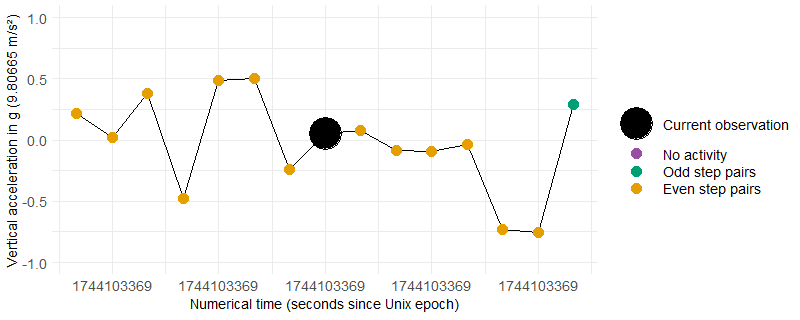 Vertical acceleration in g (9.80665 m/s²)
1.0
0.5
0.0
-0.5
-1.0
1744103369 1744103369 1744103369 1744103369 1744103369
Numerical time (seconds since Unix epoch)
Current observation
No activity
Odd step pairs
Even step pairs